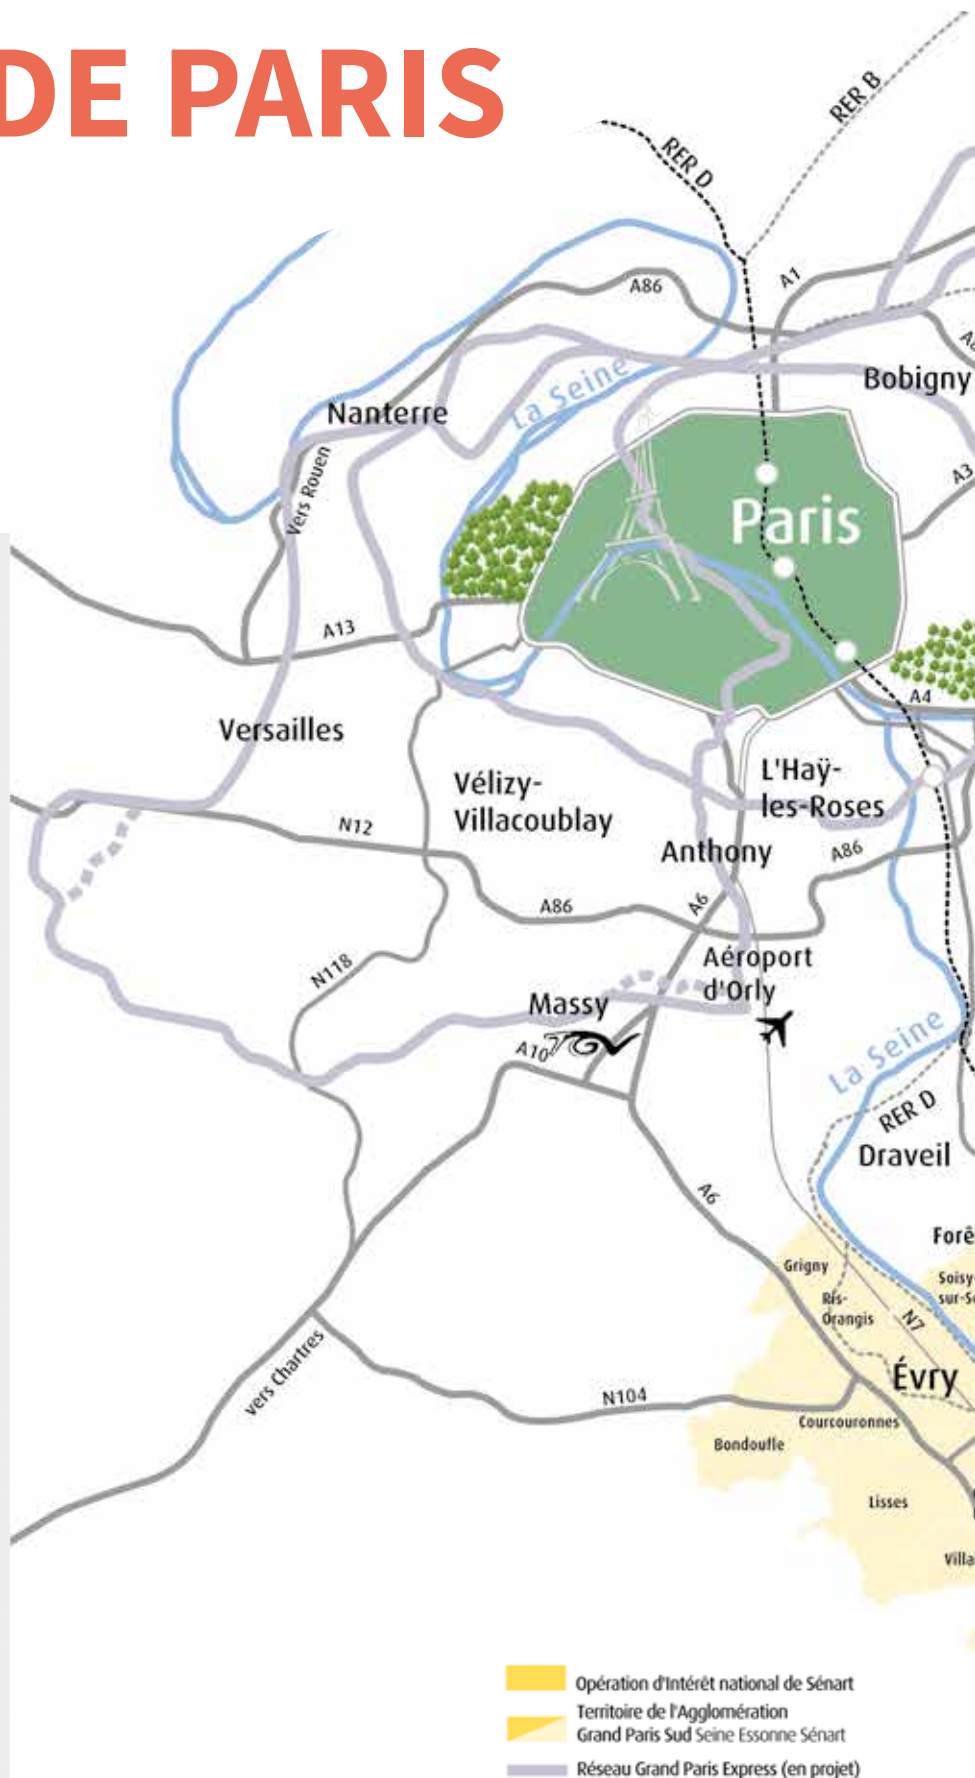 DE PARIS
RER B
RER D
A1
A86
Bobigny
La Seine
Nanterre
A3
Vers Rouen
Paris
A13
A4
Versailles
L'Haÿ-
les-Roses
Vélizy-
Villacoublay
N12
Anthony
A86
A6
A86
Aéroport
d'Orly
N118
Massy
A10
La Seine
RER D
Draveil
A6
Grigny
Ris-
Orangis
N7
Évry
vers Chartres
N104
Courcouronnes
Bondoufle
Lisses
Opération d'Intérêt national de Sénart
Territoire de l'Agglomération
Grand Paris Sud Seine Essonne Sénart
Réseau Grand Paris Express (en projet)